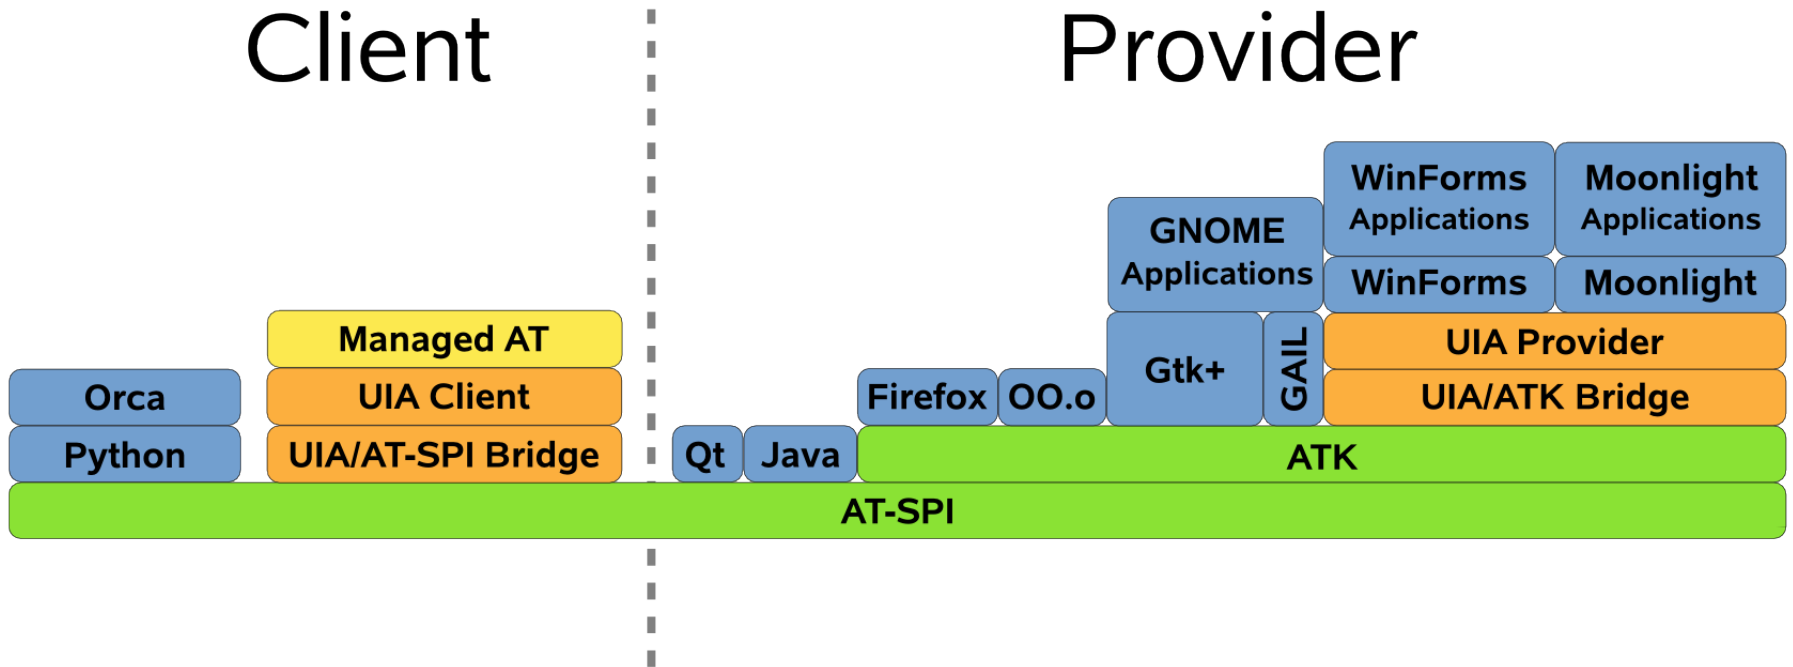 Client
Provider
WinForms
Applications
Moonlight
Applications
GNOME
Applications
WinForms
Moonlight
Managed AT
UIA Provider
Orca
UIA Client
Firefox
OO.o
Gtk+
GAIL
UIA/ATK Bridge
Python
UIA/AT-SPI Bridge
Qt
Java
ATK
AT-SPI